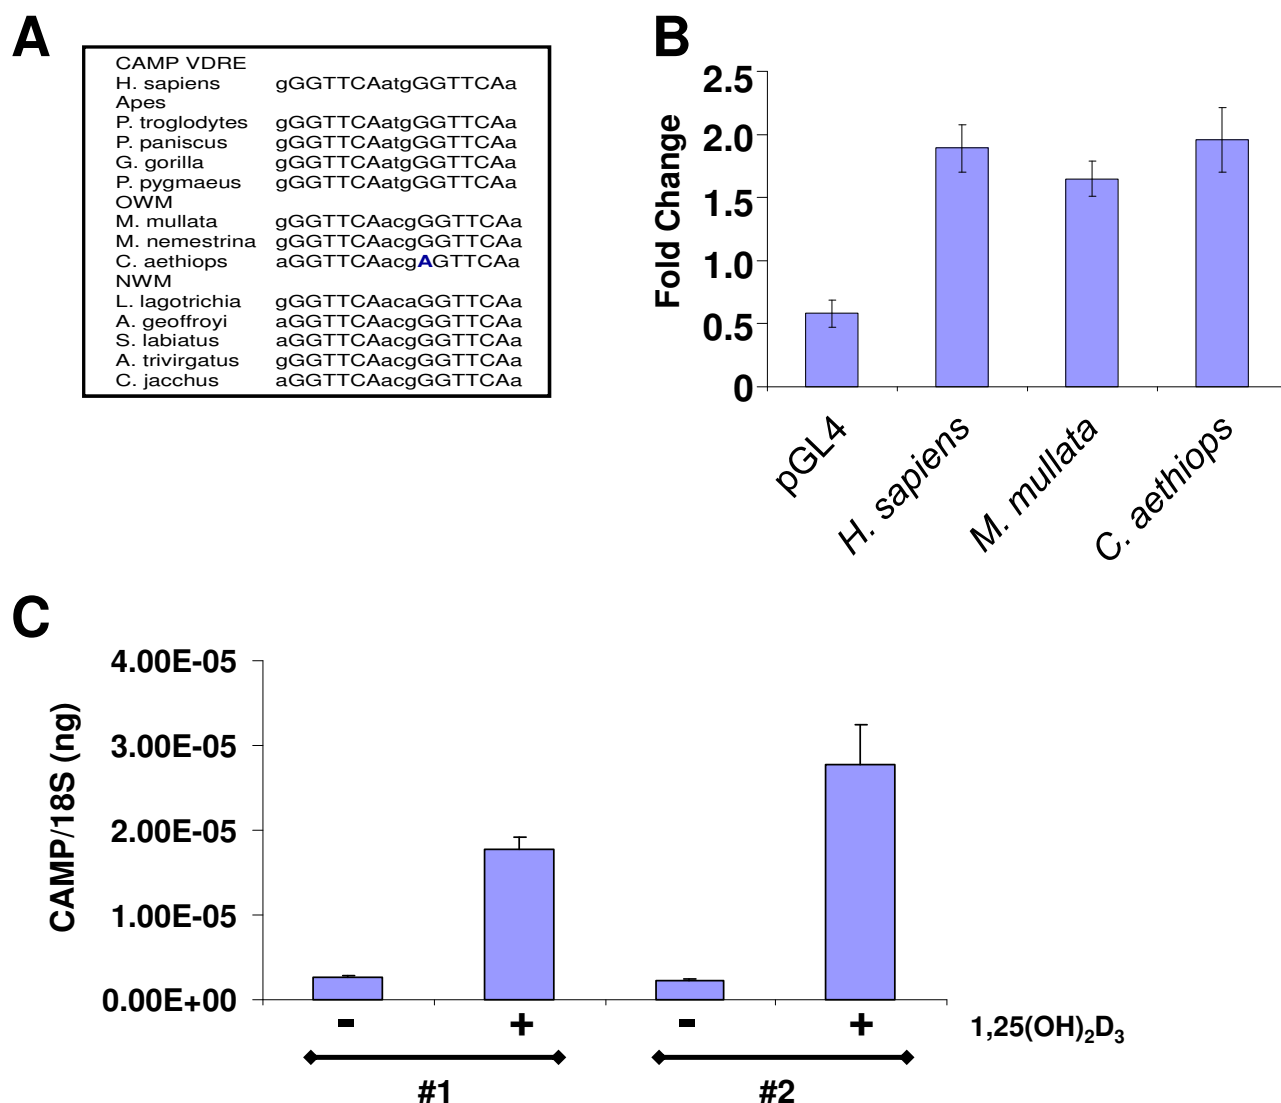 A
CAMP VDRE
H. sapiens gGGTTCAatgGGTTCAa
Apes
P. troglodytes gGGTTCAatgGGTTCAa
P. paniscus gGGTTCAatgGGTTCAa
G. gorilla gGGTTCAatgGGTTCAa
P. pygmaeus gGGTTCAatgGGTTCAa
OWM
M. mullata gGGTTCAacgGGTTCAa
M. nemestrina gGGTTCAacgGGTTCAa
C. aethiops aGGTTCAacgAGTTCAa
NWM
L. lagotrichia gGGTTCAacaGGTTCAa
A. geoffroyi aGGTTCAacgGGTTCAa
S. labiatus aGGTTCAacgGGTTCAa
A. trivirgatus gGGTTCAacgGGTTCAa
C. jacchus aGGTTCAacgGGTTCAa
B
Fold Change
2.5
2.0
1.5
1.0
0.5
0
pGL4
H. sapiens
M. mullata
C. aethiops
C
CAMP/18S (ng)
4.00E-05
3.00E-05
2.00E-05
1.00E-05
0.00E+00
- + - + 1,25(OH)₂D₃
#1 #2